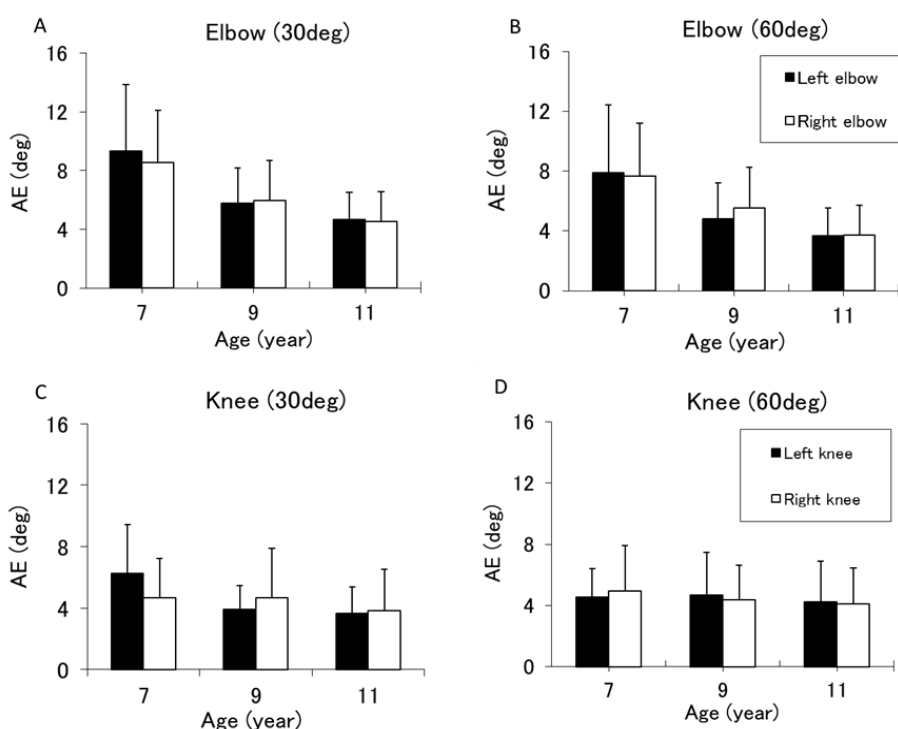 A
Elbow (30deg)
16
12
8
4
0
AE (deg)
7 9 11
Age (year)
B
Elbow (60deg)
16
12
8
4
0
AE (deg)
Left elbow
Right elbow
7 9 11
Age (year)
C
Knee (30deg)
16
12
8
4
0
AE (deg)
7 9 11
Age (year)
D
Knee (60deg)
16
12
8
4
0
AE (deg)
Left knee
Right knee
7 9 11
Age (year)